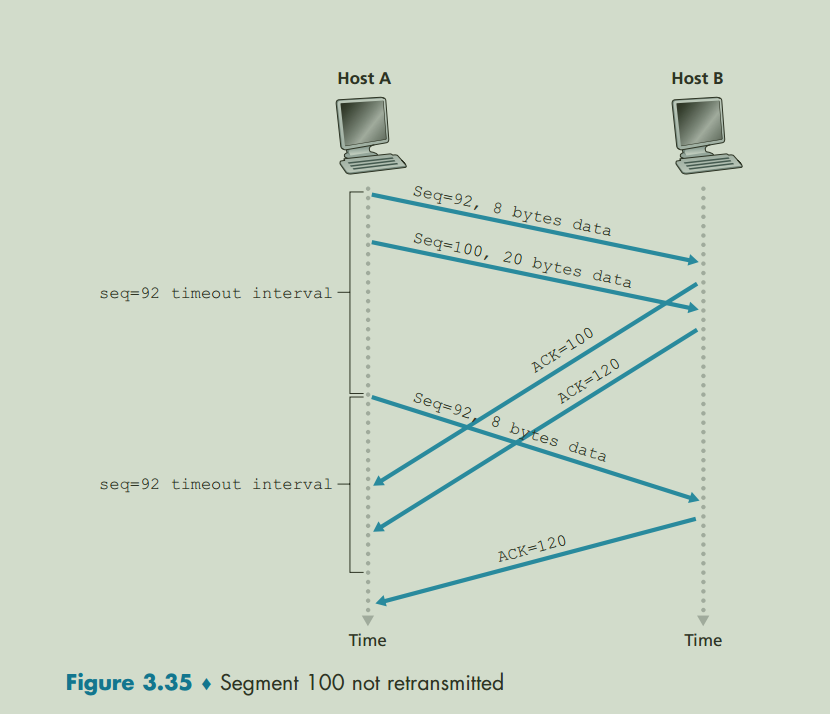 Host A
Host B
Seq=92, 8 bytes data
Seq=100, 20 bytes data
seq=92 timeout interval
ACK=100
ACK=120
Seq=92, 8 bytes data
seq=92 timeout interval
ACK=120
Time
Time
Figure 3.35 ♦ Segment 100 not retransmitted